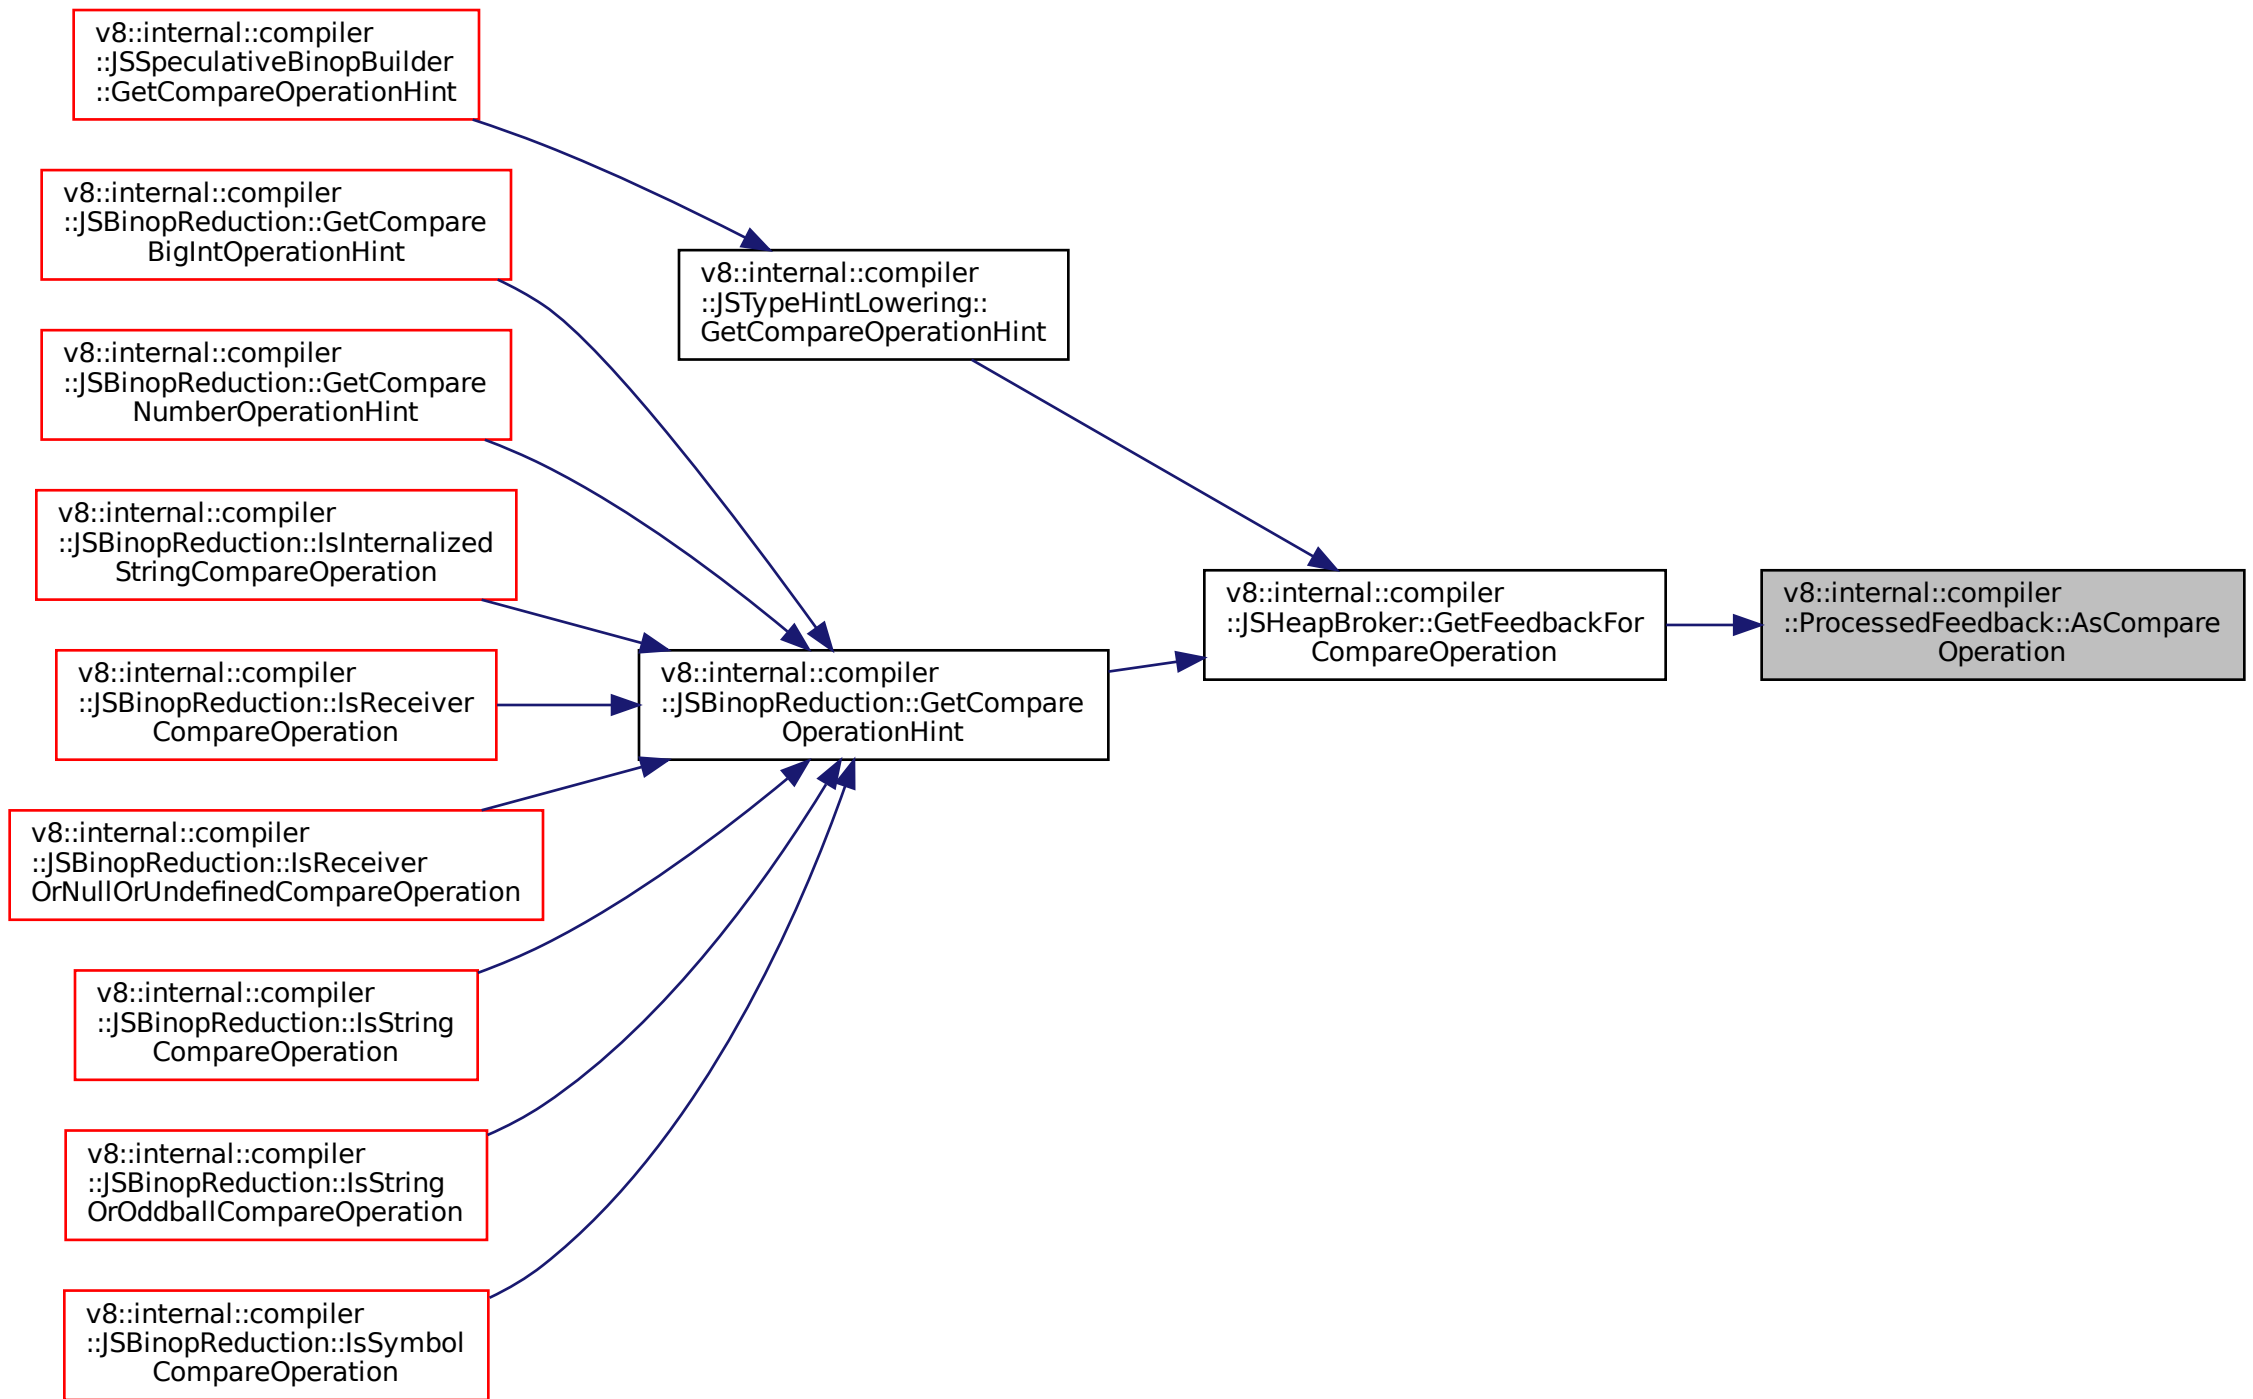 v8::internal::compiler
::JSSpeculativeBinopBuilder
::GetCompareOperationHint
v8::internal::compiler
::JSBinopReduction::GetCompare
BigIntOperationHint
v8::internal::compiler
::JSBinopReduction::GetCompare
NumberOperationHint
v8::internal::compiler
::JSBinopReduction::IsInternalized
StringCompareOperation
v8::internal::compiler
::JSBinopReduction::IsReceiver
CompareOperation
v8::internal::compiler
::JSBinopReduction::IsReceiver
OrNullOrUndefinedCompareOperation
v8::internal::compiler
::JSBinopReduction::IsString
CompareOperation
v8::internal::compiler
::JSBinopReduction::IsString
OrOddballCompareOperation
v8::internal::compiler
::JSBinopReduction::IsSymbol
CompareOperation
v8::internal::compiler
::JSTypeHintLowering::
GetCompareOperationHint
v8::internal::compiler
::JSBinopReduction::GetCompare
OperationHint
v8::internal::compiler
::JSHeapBroker::GetFeedbackFor
CompareOperation
v8::internal::compiler
::ProcessedFeedback::AsCompare
Operation